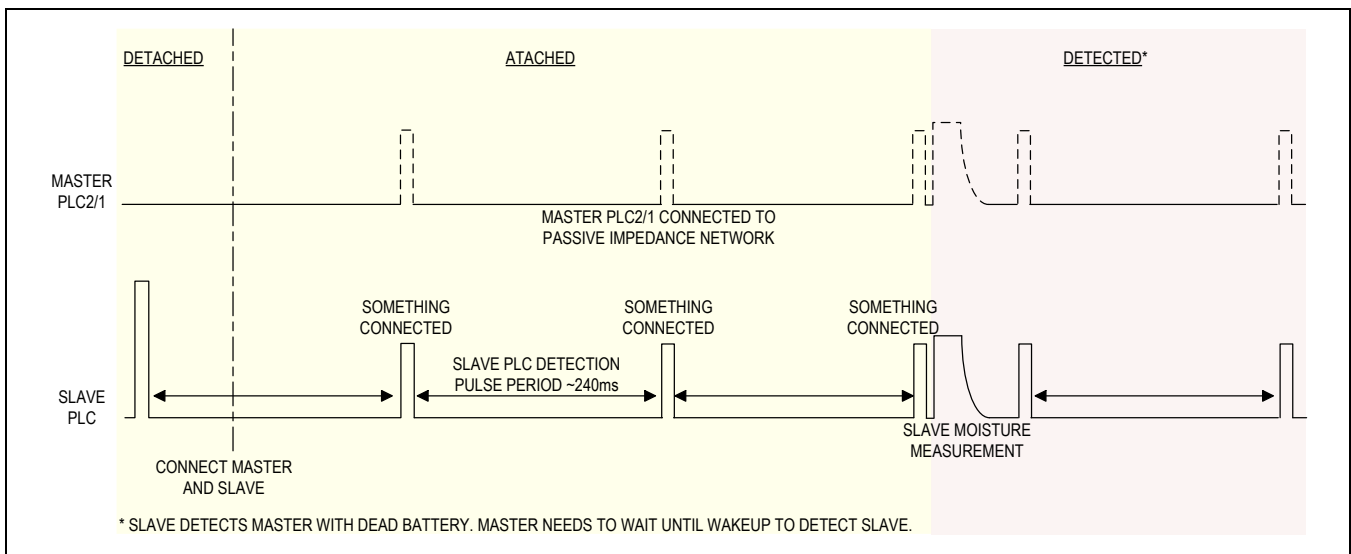 DETACHED
ATACHED
DETECTED*
MASTER
PLC2/1
MASTER PLC2/1 CONNECTED TO
PASSIVE IMPEDANCE NETWORK
SOMETHING
CONNECTED
SOMETHING
CONNECTED
SOMETHING
CONNECTED
SLAVE PLC DETECTION
PULSE PERIOD ~240ms
SLAVE
PLC
SLAVE MOISTURE
MEASUREMENT
CONNECT MASTER
AND SLAVE
* SLAVE DETECTS MASTER WITH DEAD BATTERY. MASTER NEEDS TO WAIT UNTIL WAKEUP TO DETECT SLAVE.